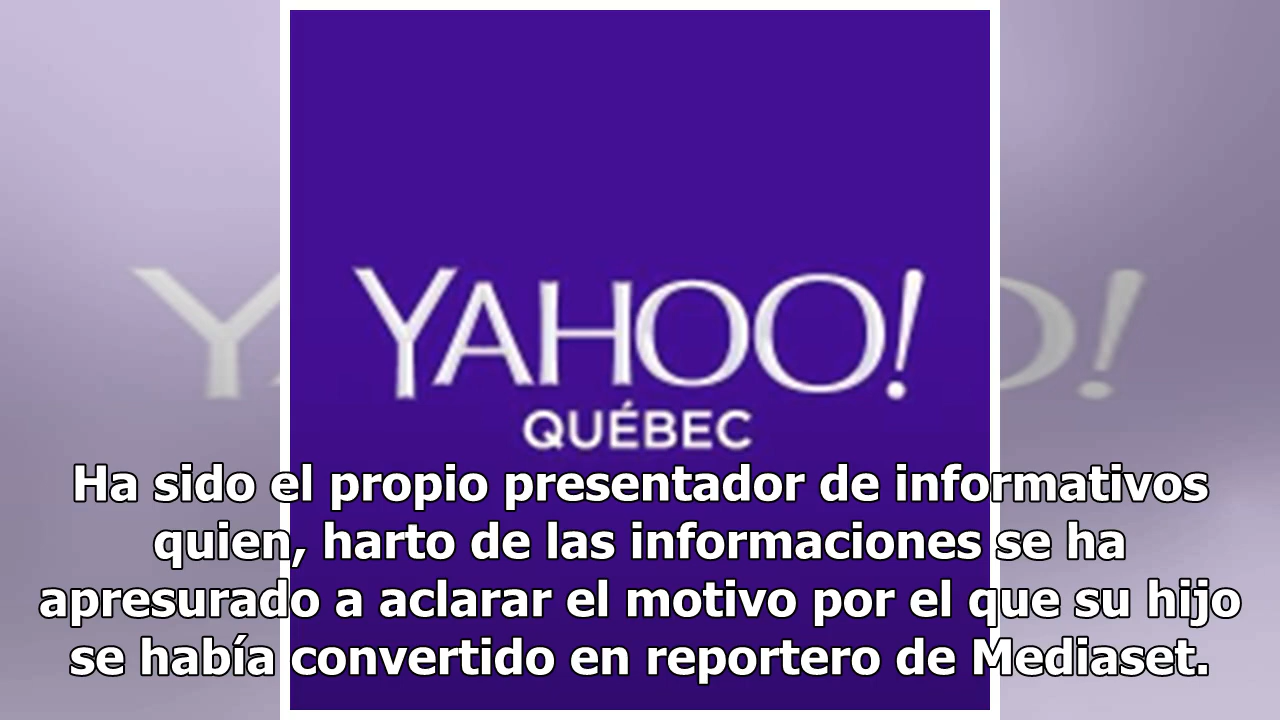 YAHOO!
QUÉBEC
Ha sido el propio presentador de informativos
quien, harto de las informaciones se ha
apresurado a aclarar el motivo por el que su hijo
se había convertido en reportero de Mediaset.